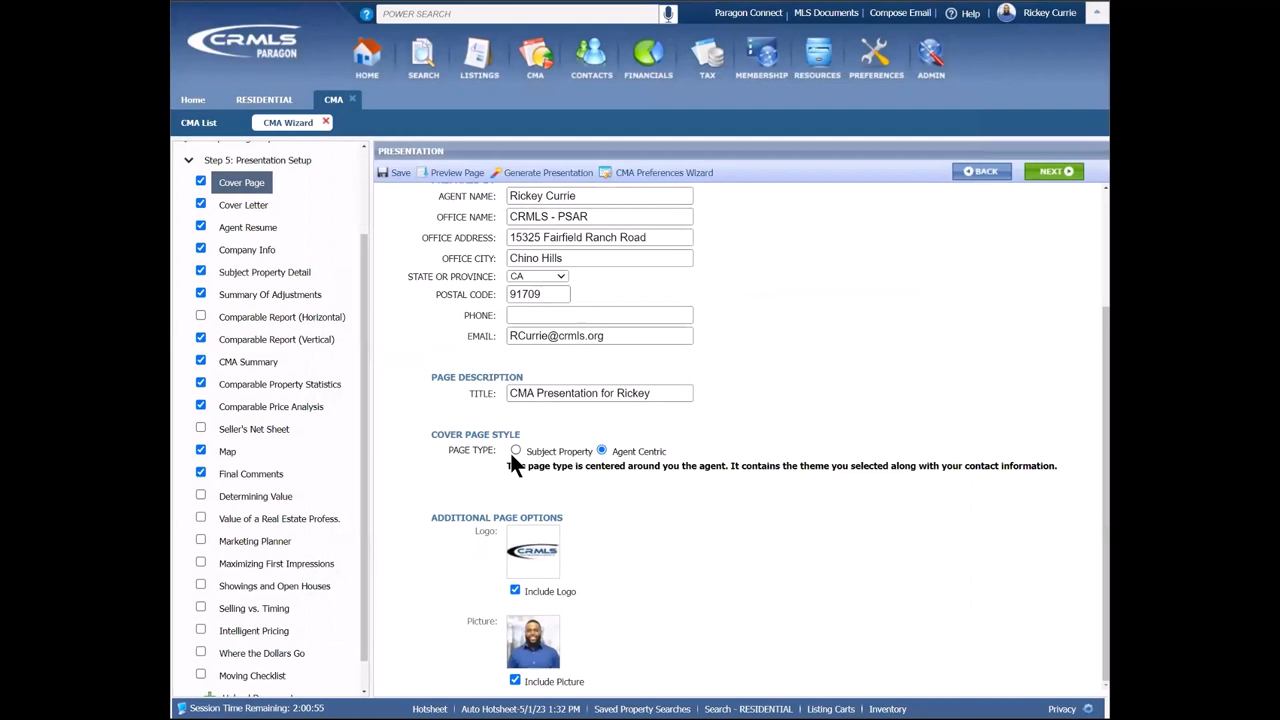 POWER SEARCH
Paragon Connect | MLS Documents | Compose Email | Help | Rickey Currie
CRMLS
PARAGON
HOME SEARCH LISTINGS CMA CONTACTS FINANCIALS TAX MEMBERSHIP RESOURCES PREFERENCES ADMIN
Home RESIDENTIAL CMA
CMA List CMA Wizard
Step 5: Presentation Setup
Cover Page
Cover Letter
Agent Resume
Company Info
Subject Property Detail
Summary Of Adjustments
Comparable Report (Horizontal)
Comparable Report (Vertical)
CMA Summary
Comparable Property Statistics
Comparable Price Analysis
Seller's Net Sheet
Map
Final Comments
Determining Value
Value of a Real Estate Profess.
Marketing Planner
Maximizing First Impressions
Showings and Open Houses
Selling vs. Timing
Intelligent Pricing
Where the Dollars Go
Moving Checklist
PRESENTATION
Save Preview Page Generate Presentation CMA Preferences Wizard BACK NEXT
AGENT NAME: Rickey Currie
OFFICE NAME: CRMLS - PSAR
OFFICE ADDRESS: 15325 Fairfield Ranch Road
OFFICE CITY: Chino Hills
STATE OR PROVINCE: CA
POSTAL CODE: 91709
PHONE:
EMAIL: RCurrie@crmls.org
PAGE DESCRIPTION
TITLE: CMA Presentation for Rickey
COVER PAGE STYLE
PAGE TYPE: Subject Property Agent Centric
page type is centered around you the agent. It contains the theme you selected along with your contact information.
ADDITIONAL PAGE OPTIONS
Logo:
CRMLS
Include Logo
Picture:
Include Picture
Session Time Remaining: 2:00:55 Hotsheet | Auto Hotsheet-5/1/23 1:32 PM | Saved Property Searches | Search - RESIDENTIAL | Listing Carts | Inventory Privacy